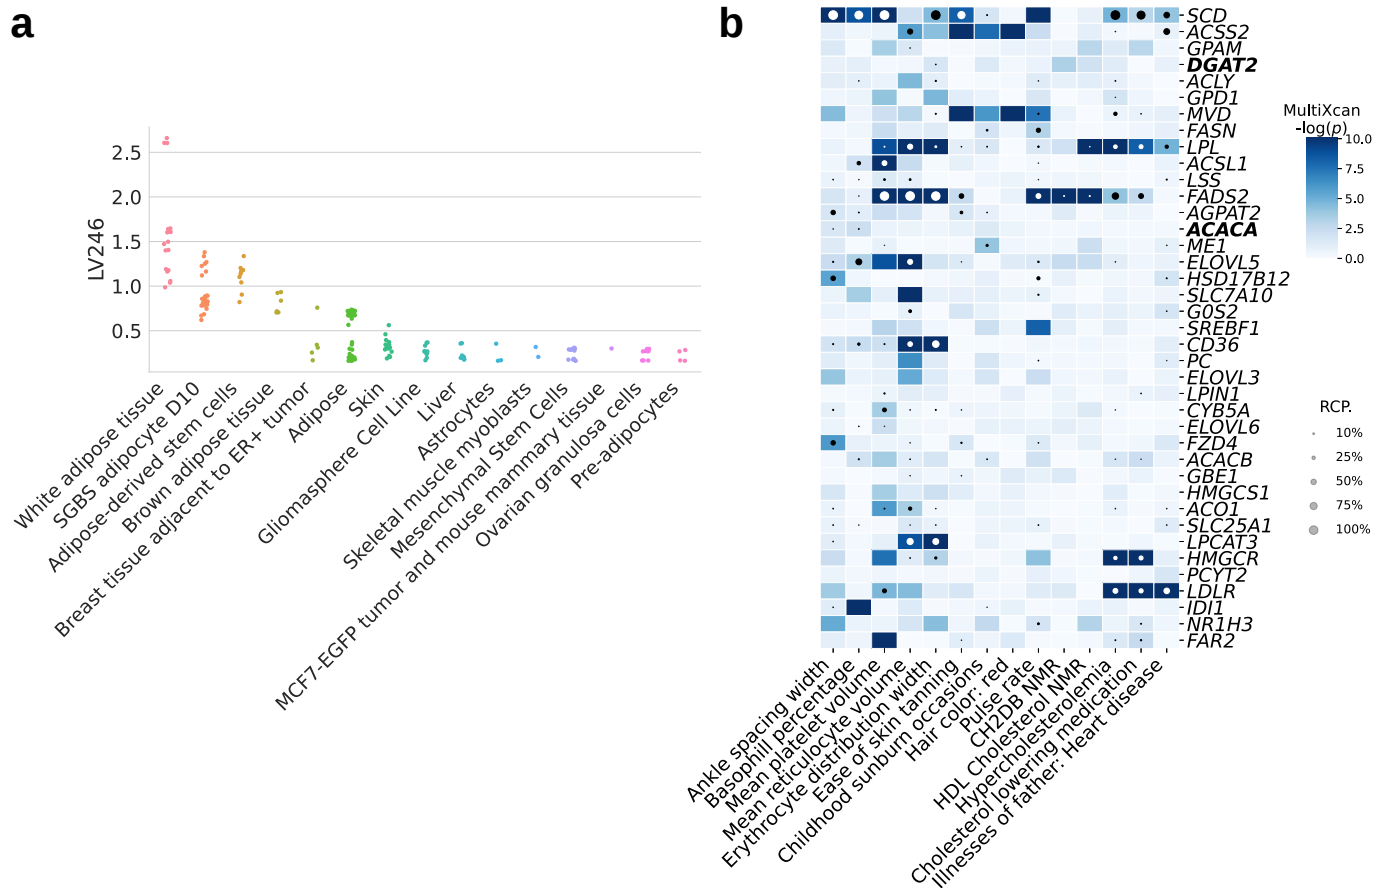 a
LV246
2.5
2.0
1.5
1.0
0.5
White adipose tissue
SGBS adipocyte D10
Adipose-derived stem cells
Brown adipose tissue
Breast tissue adjacent to ER+ tumor
Adipose
Skin
Gliomasphere Cell Line
Liver
Astrocytes
Skeletal muscle myoblasts
Mesenchymal Stem Cells
MCF7-EGFP tumor and mouse mammary tissue
Ovarian granulosa cells
Pre-adipocytes
b
SCD
ACSS2
GPAM
DGAT2
ACLY
GPD1
MVD
FASN
LPL
ACSL1
LSS
FADS2
AGPAT2
ACACA
ME1
ELOVL5
HSD17B12
SLC7A10
G0S2
SREBF1
CD36
PC
ELOVL3
LPIN1
CYB5A
ELOVL6
FZD4
ACACB
GBE1
HMGCS1
ACO1
SLC25A1
LPCAT3
HMGCR
PCYT2
LDLR
IDI1
NR1H3
FAR2
Ankle spacing width
Basophill percentage
Mean platelet volume
Mean reticulocyte volume
Erythrocyte distribution width
Ease of skin tanning
Childhood sunburn occasions
Hair color: red
Pulse rate
CH2DB NMR
HDL Cholesterol NMR
Hypercholesterolemia
Cholesterol lowering medication
Illnesses of father: Heart disease
MultiXcan
-log(p)
10.0
7.5
5.0
2.5
0.0
RCP.
10%
25%
50%
75%
100%